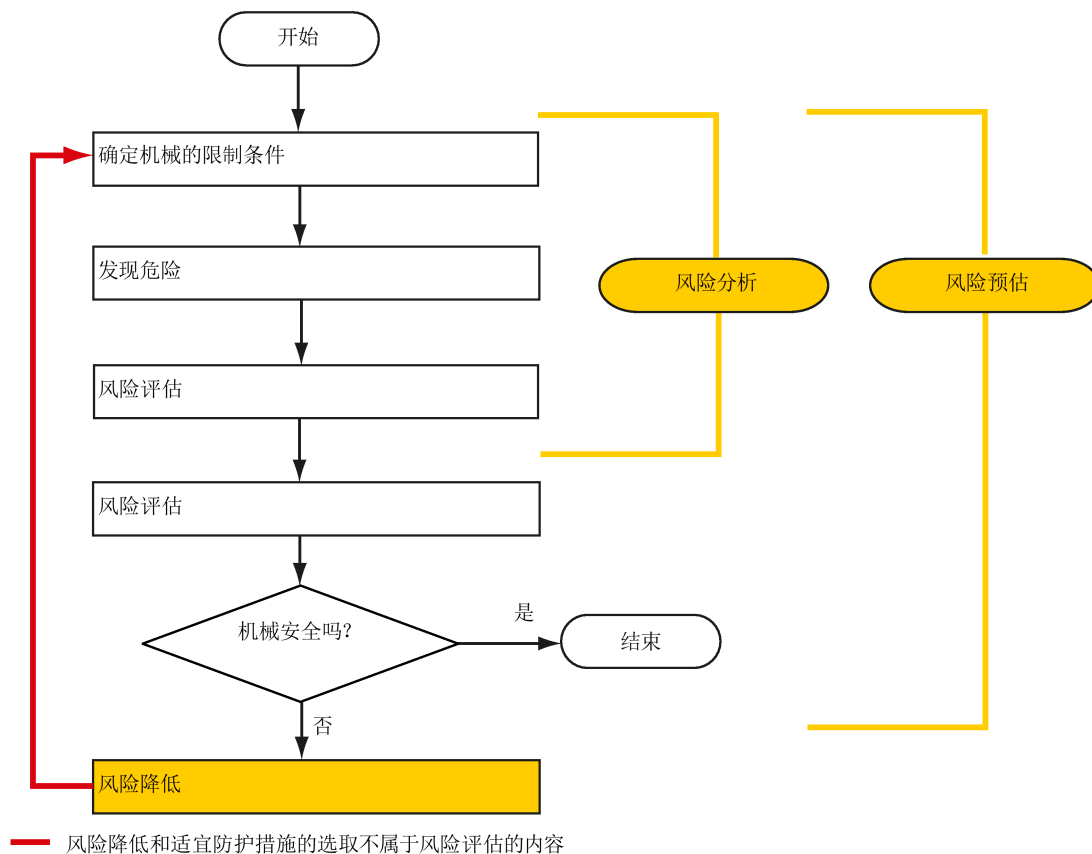 开始
确定机械的限制条件
发现危险
风险分析
风险预估
风险评估
风险评估
机械安全吗?
是
结束
否
风险降低
风险降低和适宜防护措施的选取不属于风险评估的内容